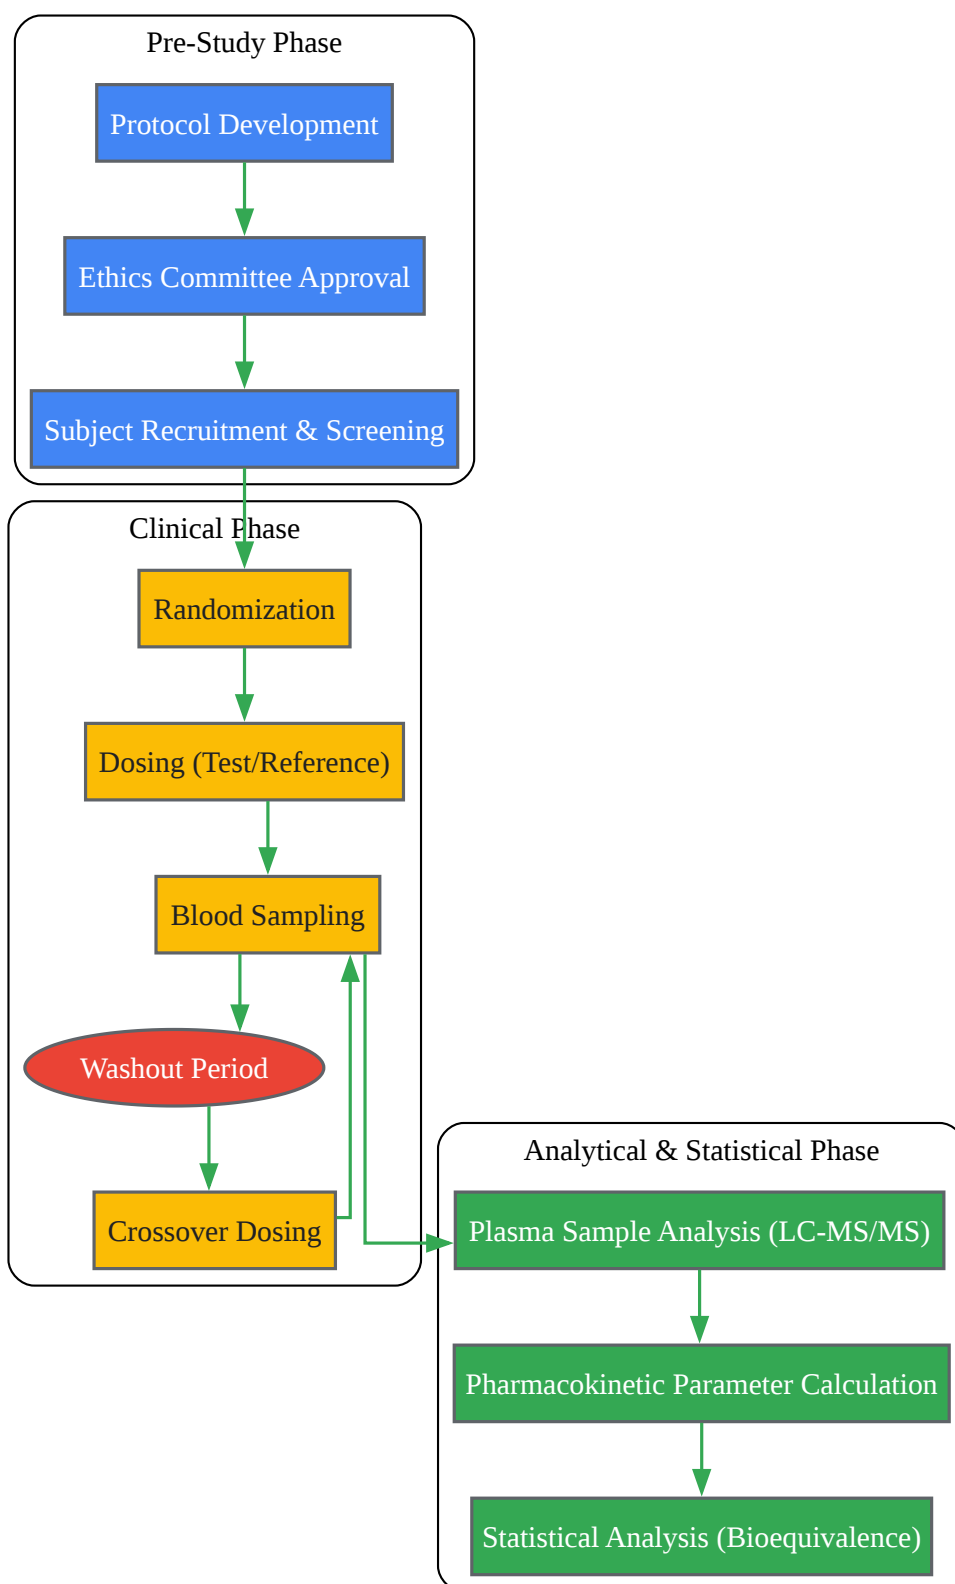 Pre-Study Phase
Protocol Development
Ethics Committee Approval
Subject Recruitment & Screening
Clinical Phase
Randomization
Dosing (Test/Reference)
Blood Sampling
Washout Period
Crossover Dosing
Analytical & Statistical Phase
Plasma Sample Analysis (LC-MS/MS)
Pharmacokinetic Parameter Calculation
Statistical Analysis (Bioequivalence)